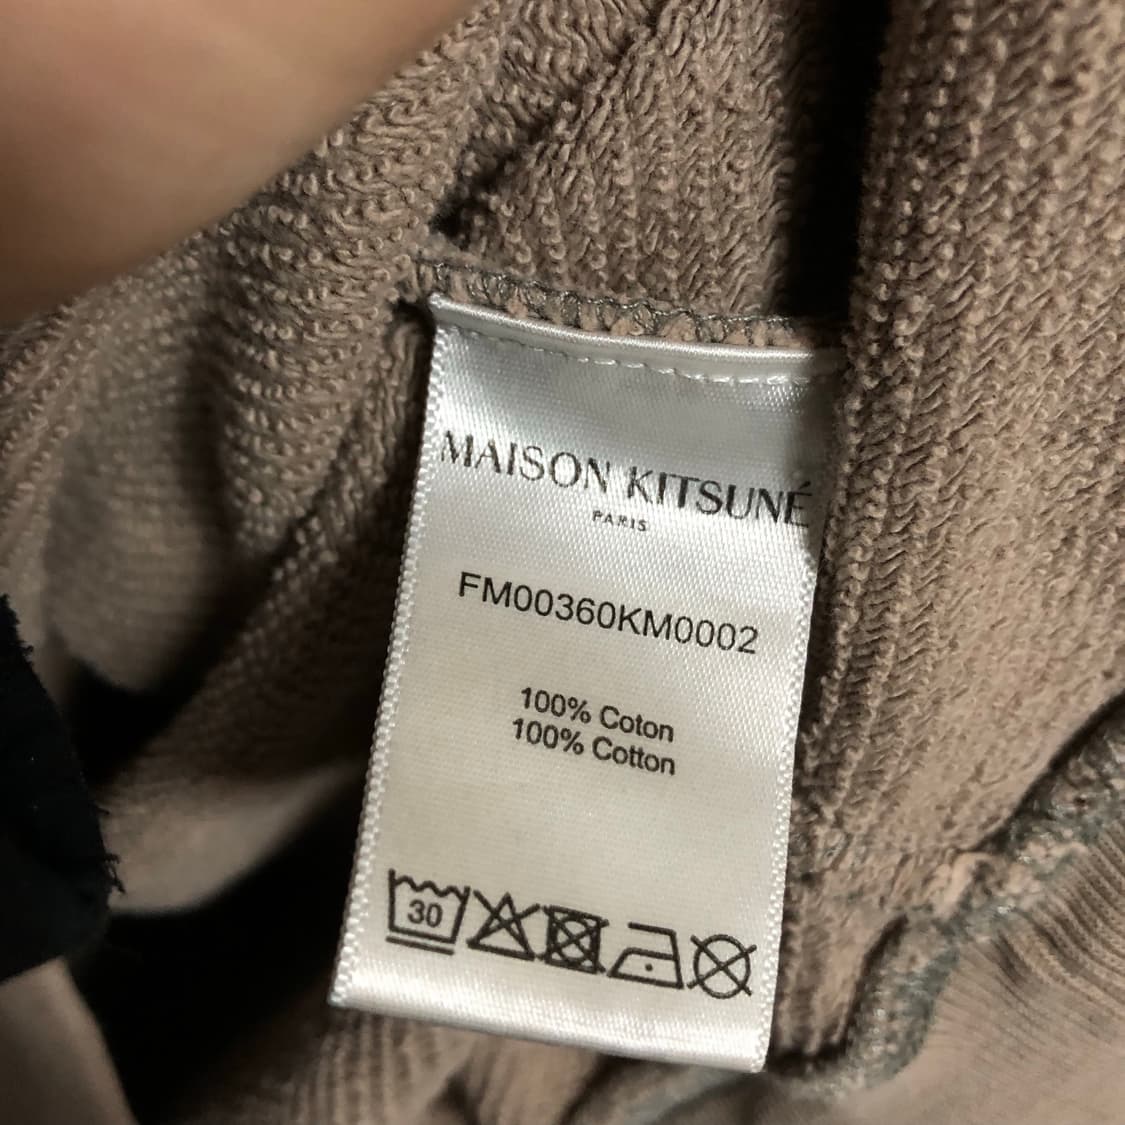 MAISON KITSUNÉ
PARIS
FM00360KM0002
100% Coton
100% Cotton
30